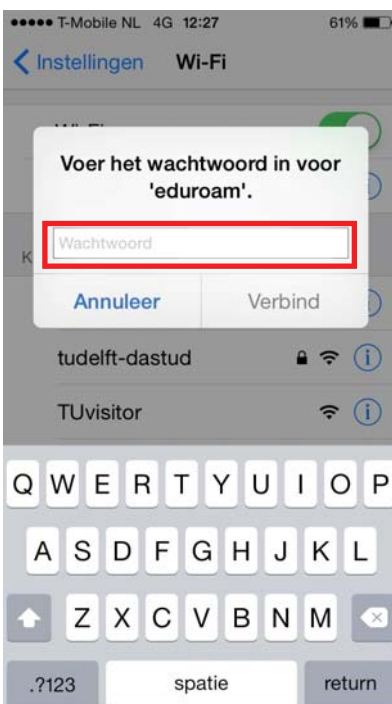 T-Mobile NL 4G 12:27 61%
Instellingen Wi-Fi
Voer het wachtwoord in voor
'eduroam'.
Wachtwoord
K
Annuleer Verbind
tudelft-dastud
TUvisitor
Q W E R T Y U I O P
A S D F G H J K L
Z X C V B N M
.?123 spatie return